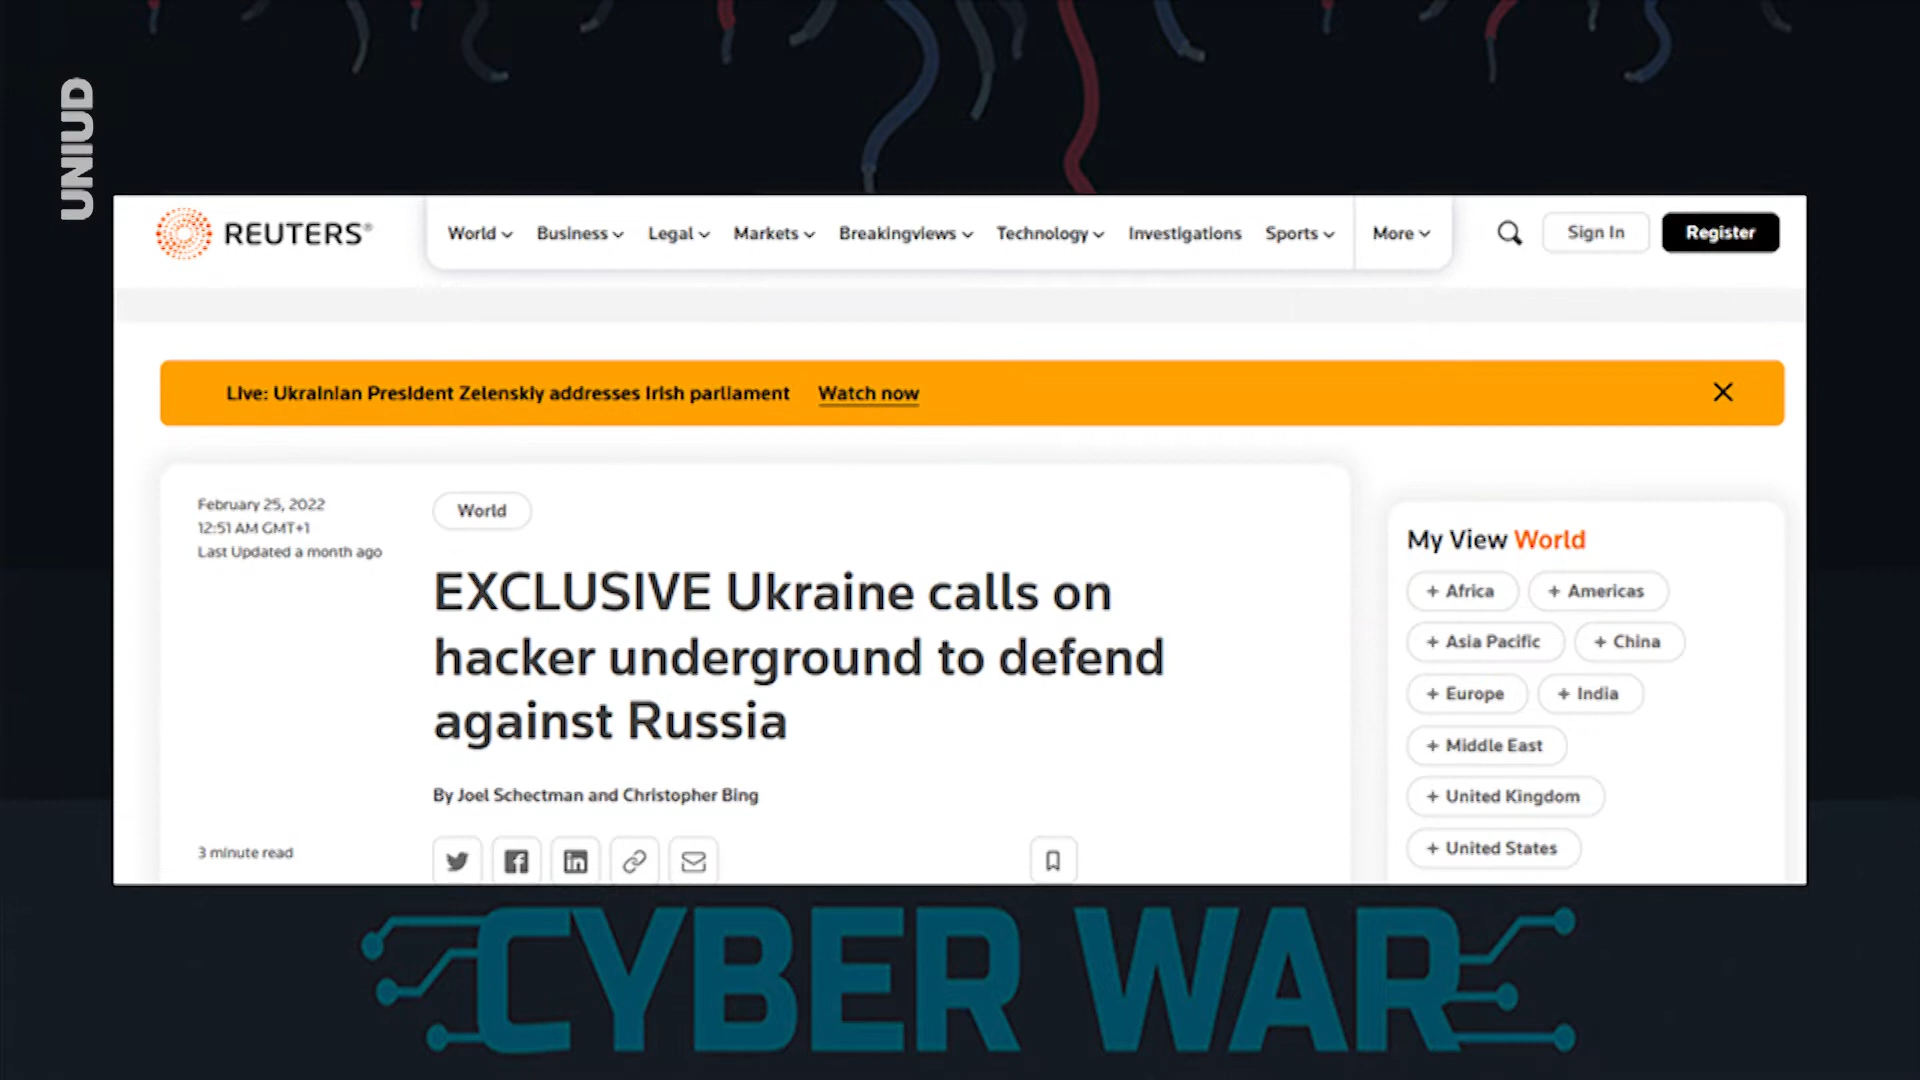 UNIUD
REUTERS®
World Business Legal Markets Breakingviews Technology Investigations Sports More Sign In Register
Live: Ukrainian President Zelenskiy addresses Irish parliament Watch now
February 25, 2022
12:51 AM GMT+1
Last Updated a month ago
World
EXCLUSIVE Ukraine calls on
hacker underground to defend
against Russia
By Joel Schectman and Christopher Bing
3 minute read
My View World
+ Africa + Americas
+ Asia Pacific + China
+ Europe + India
+ Middle East
+ United Kingdom
+ United States
CYBER WAR